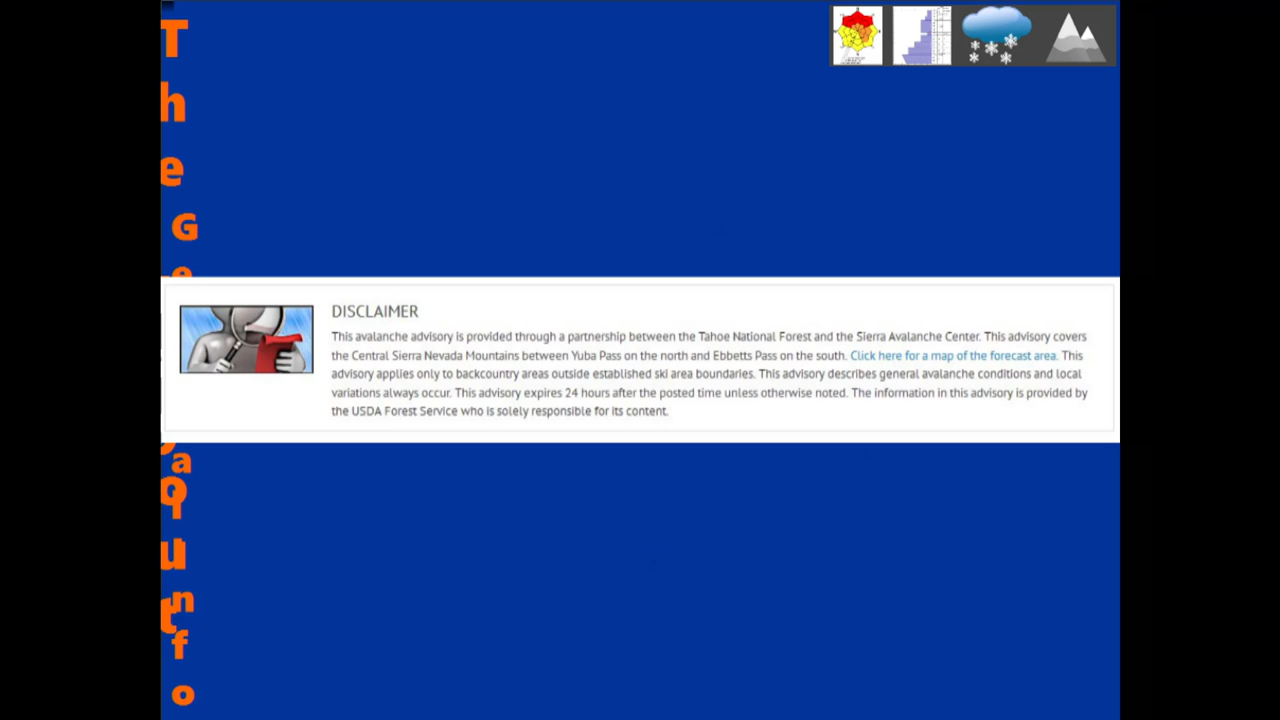 The
Ge
DISCLAIMER
This avalanche advisory is provided through a partnership between the Tahoe National Forest and the Sierra Avalanche Center. This advisory covers
the Central Sierra Nevada Mountains between Yuba Pass on the north and Ebbetts Pass on the south. Click here for a map of the forecast area. This
advisory applies only to backcountry areas outside established ski area boundaries. This advisory describes general avalanche conditions and local
variations always occur. This advisory expires 24 hours after the posted time unless otherwise noted. The information in this advisory is provided by
the USDA Forest Service who is solely responsible for its content.
out
a
Info